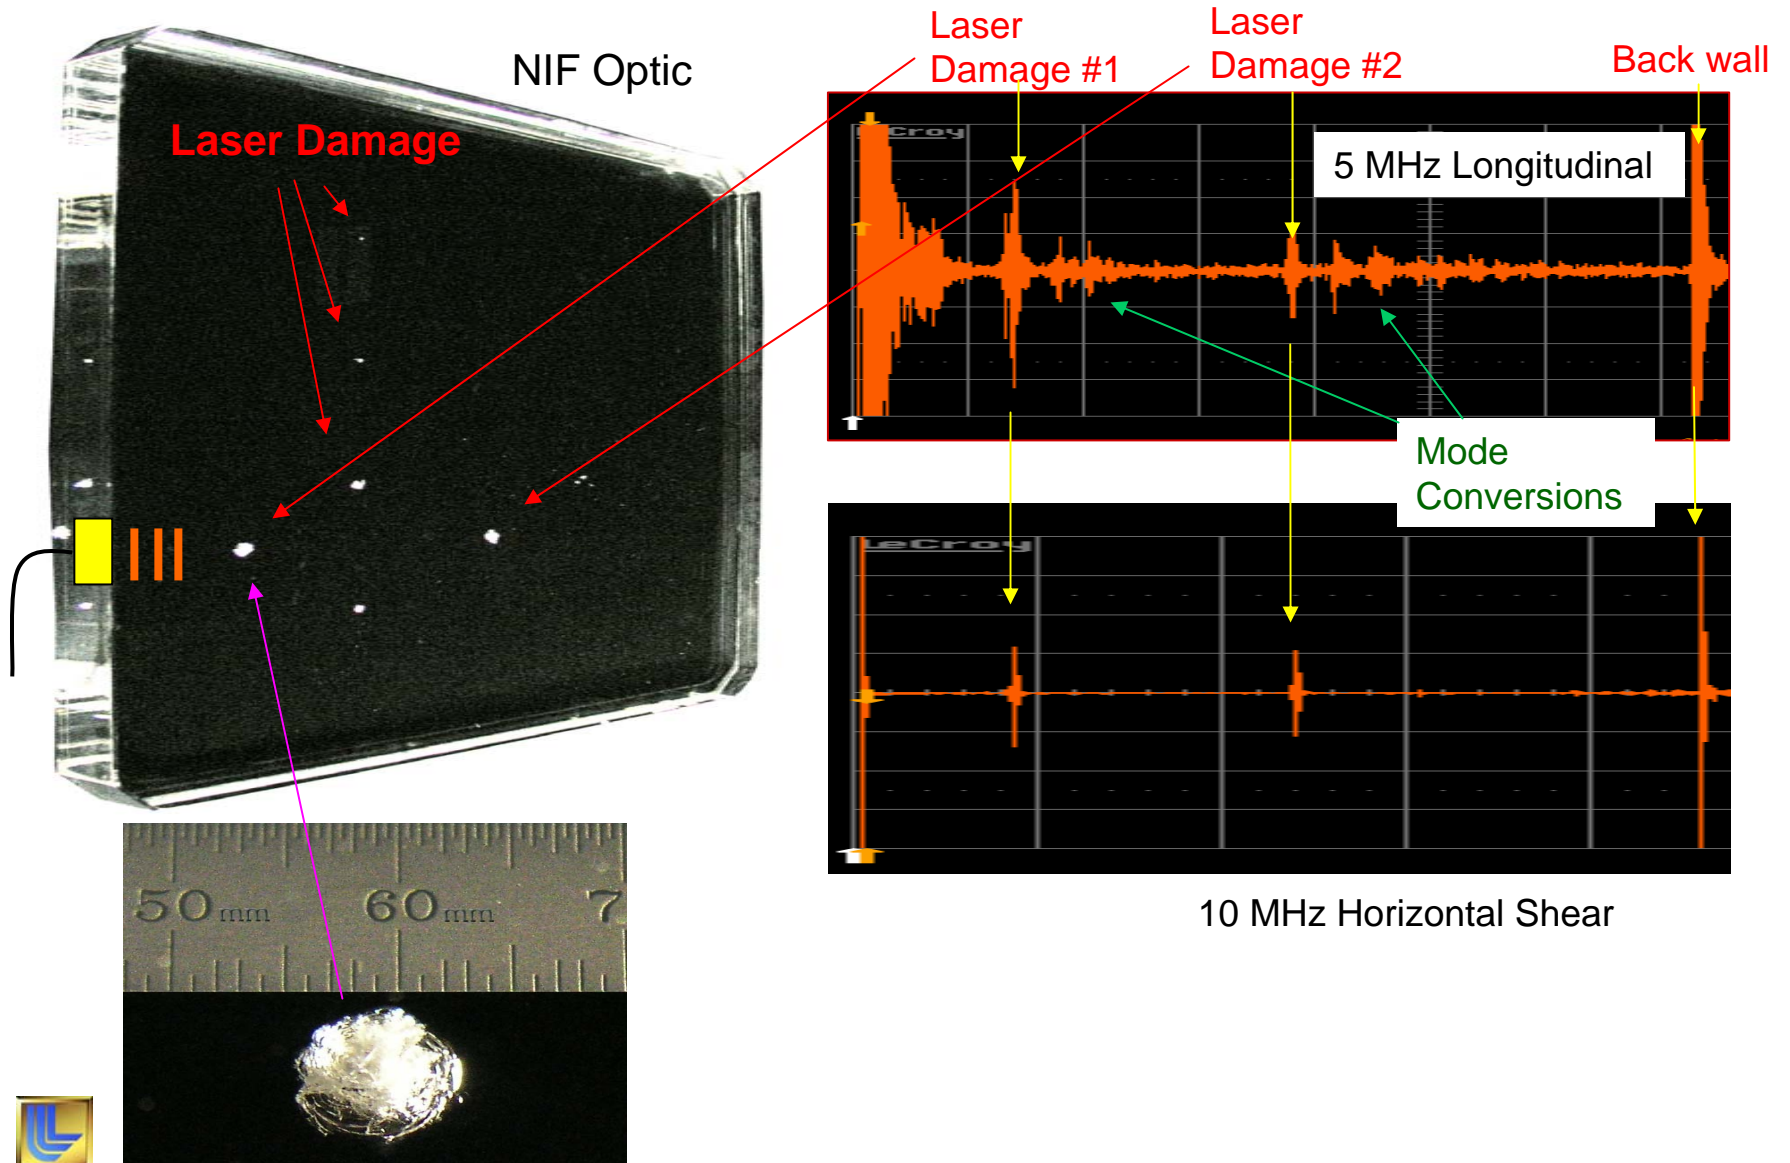 NIF Optic
Laser Damage
Laser
Damage #1
Laser
Damage #2
Back wall
LeCroy
5 MHz Longitudinal
Mode
Conversions
LeCroy
10 MHz Horizontal Shear
50 mm 60 mm 7